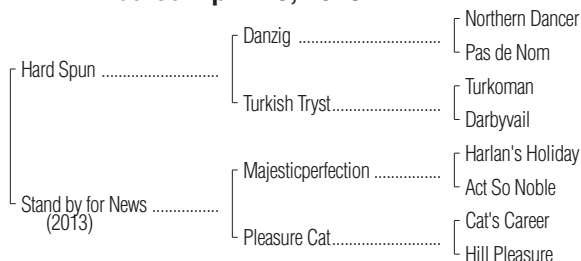 Northern Dancer
Danzig ................................
Pas de Nom
Hard Spun ..........................
Turkoman
Turkish Tryst........................
Darbyvail
Harlan's Holiday
Majesticperfection ................
Act So Noble
Stand by for News ................
(2013)
Cat's Career
Pleasure Cat........................
Hill Pleasure